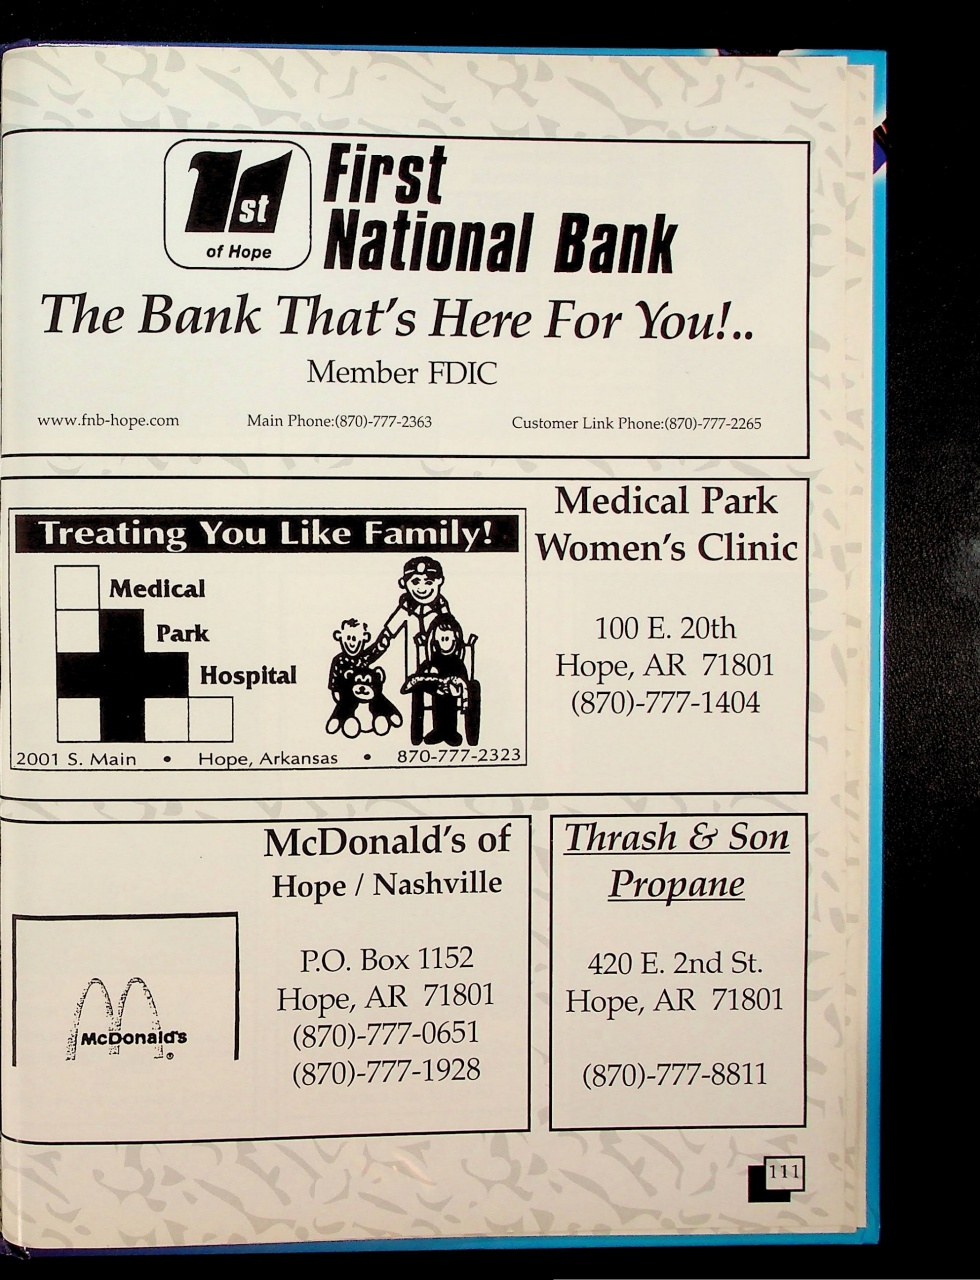 1st
of Hope
First
National Bank
The Bank That's Here For You!..
Member FDIC
www.fnb-hope.com Main Phone:(870)-777-2363 Customer Link Phone:(870)-777-2265
Treating You Like Family!
Medical
Park
Hospital
2001 S. Main • Hope, Arkansas • 870-777-2323
Medical Park
Women's Clinic
100 E. 20th
Hope, AR 71801
(870)-777-1404
McDonald's
®
McDonald's of
Hope / Nashville
P.O. Box 1152
Hope, AR 71801
(870)-777-0651
(870)-777-1928
Thrash & Son
Propane
420 E. 2nd St.
Hope, AR 71801
(870)-777-8811
111